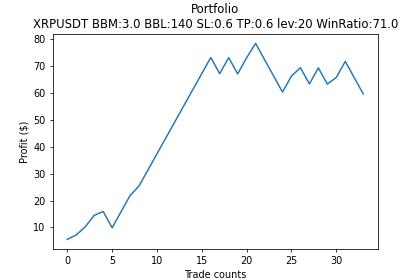 Portfolio
XRPUSDT BBM:3.0 BBL:140 SL:0.6 TP:0.6 lev:20 WinRatio:71.0
80
70
60
50
40
30
20
10
Profit ($)
0 5 10 15 20 25 30
Trade counts